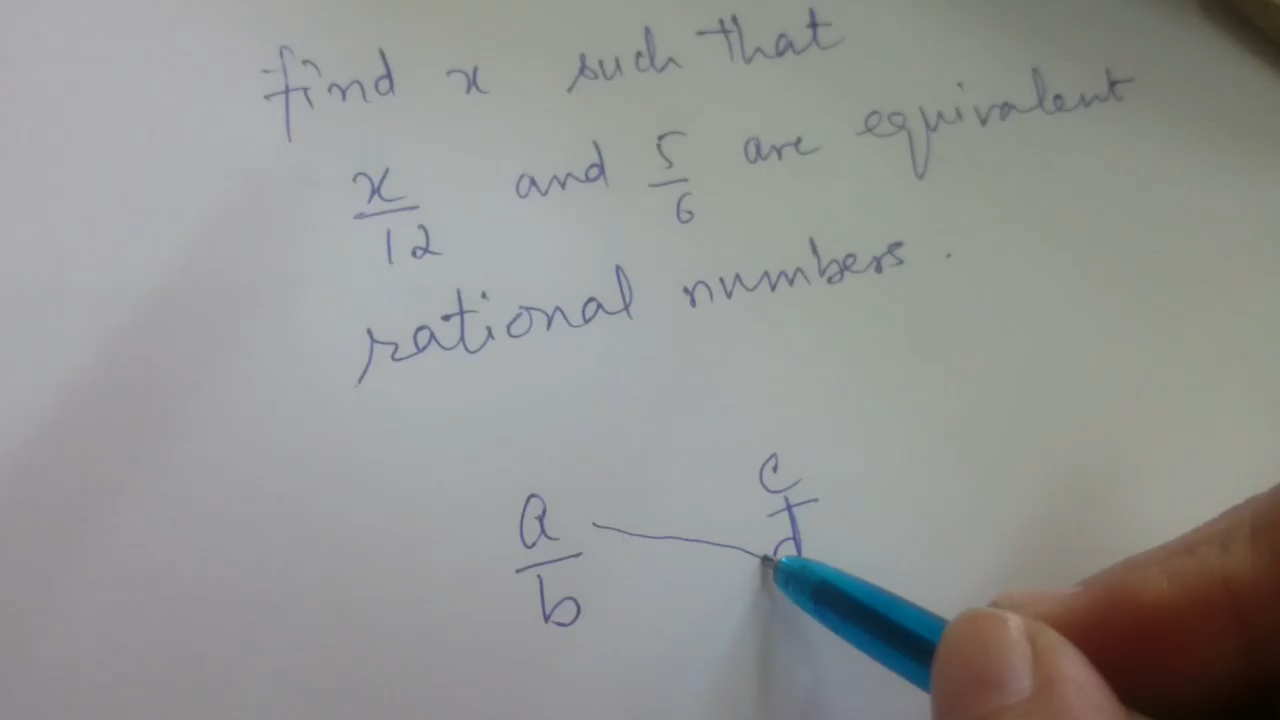 find x such that
x/12 and 5/6 are equivalent
rational numbers.
a/b c/d